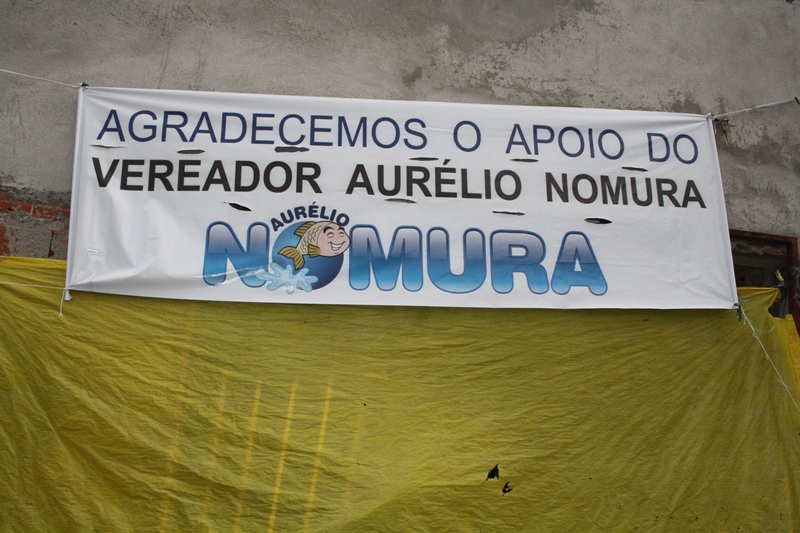 AGRADECEMOS O APOIO DO
VEREADOR AURÉLIO NOMURA
AURÉLIO
NOMURA